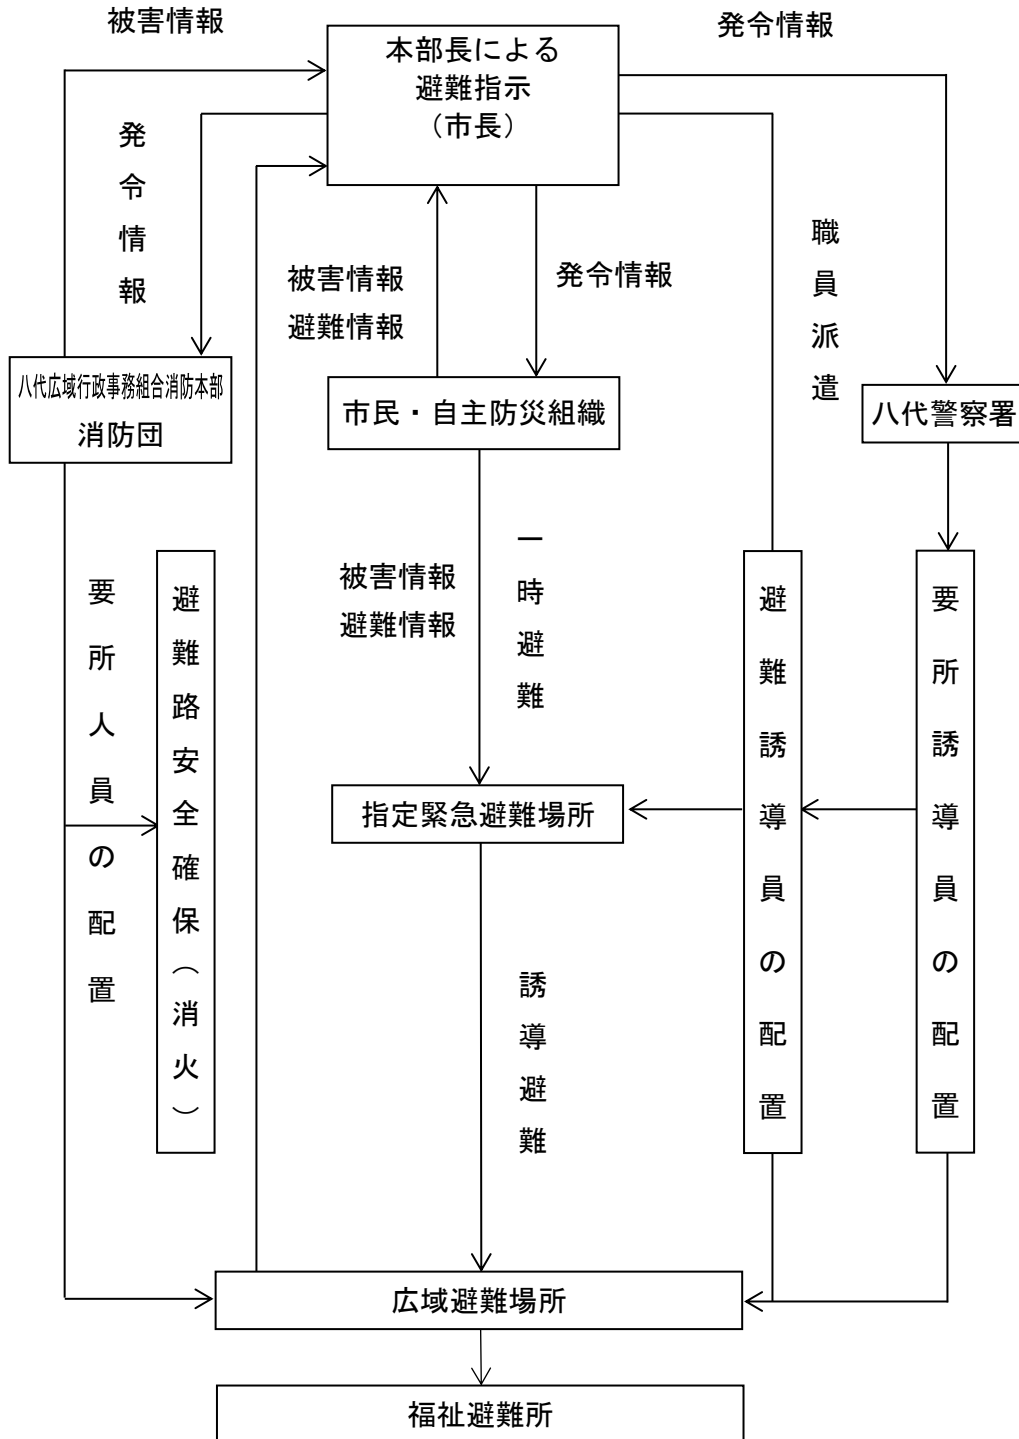 被害情報
発令情報
本部長による
避難指示
（市長）
発令情報
職員派遣
被害情報
避難情報
発令情報
八代広域行政事務組合消防本部
消防団
市民・自主防災組織
八代警察署
要所人員の配置
避難路安全確保（消火）
被害情報
避難情報
一時避難
避難誘導員の配置
要所誘導員の配置
指定緊急避難場所
誘導避難
広域避難場所
福祉避難所